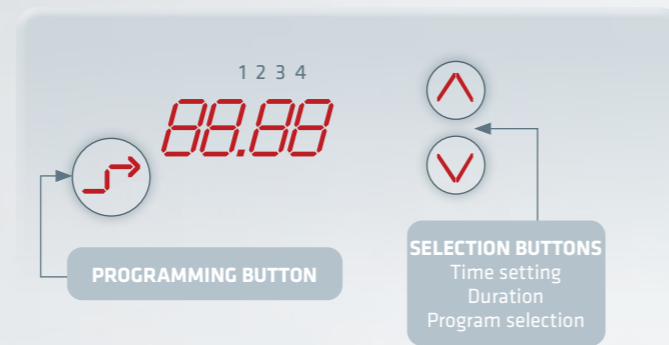 1 2 3 4
88.88
PROGRAMMING BUTTON
SELECTION BUTTONS
Time setting
Duration
Program selection